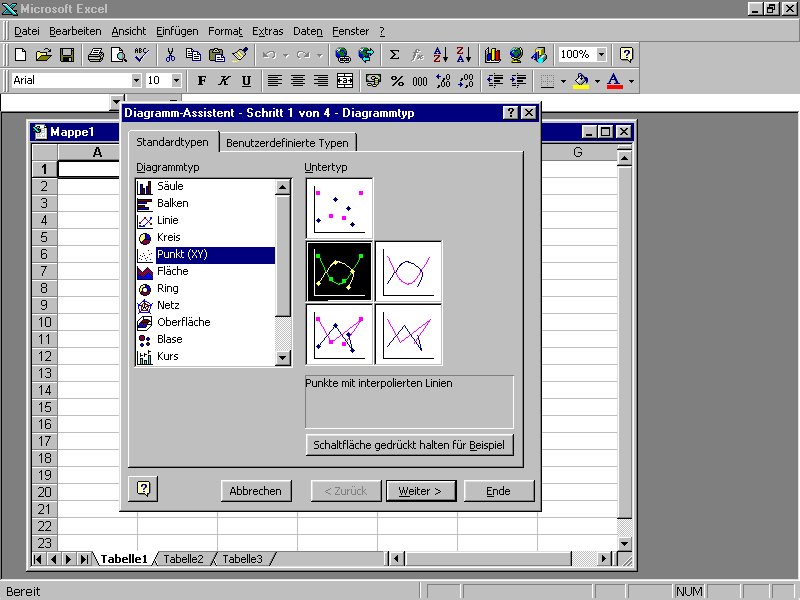 Microsoft Excel
Datei Bearbeiten Ansicht Einfügen Format Extras Daten Fenster ?
100%
Arial 10 F K U
Diagramm-Assistent - Schritt 1 von 4 - Diagrammtyp
Mappe1
Standardtypen Benutzerdefinierte Typen
A G
Diagrammtyp Untertyp
Säule
Balken
Linie
Kreis
Punkt (XY)
Fläche
Ring
Netz
Oberfläche
Blase
Kurs
Punkte mit interpolierten Linien
Schaltfläche gedrückt halten für Beispiel
Abbrechen < Zurück Weiter > Ende
1
2
3
4
5
6
7
8
9
10
11
12
13
14
15
16
17
18
19
20
21
22
23
Tabelle1 Tabelle2 Tabelle3
Bereit NUM